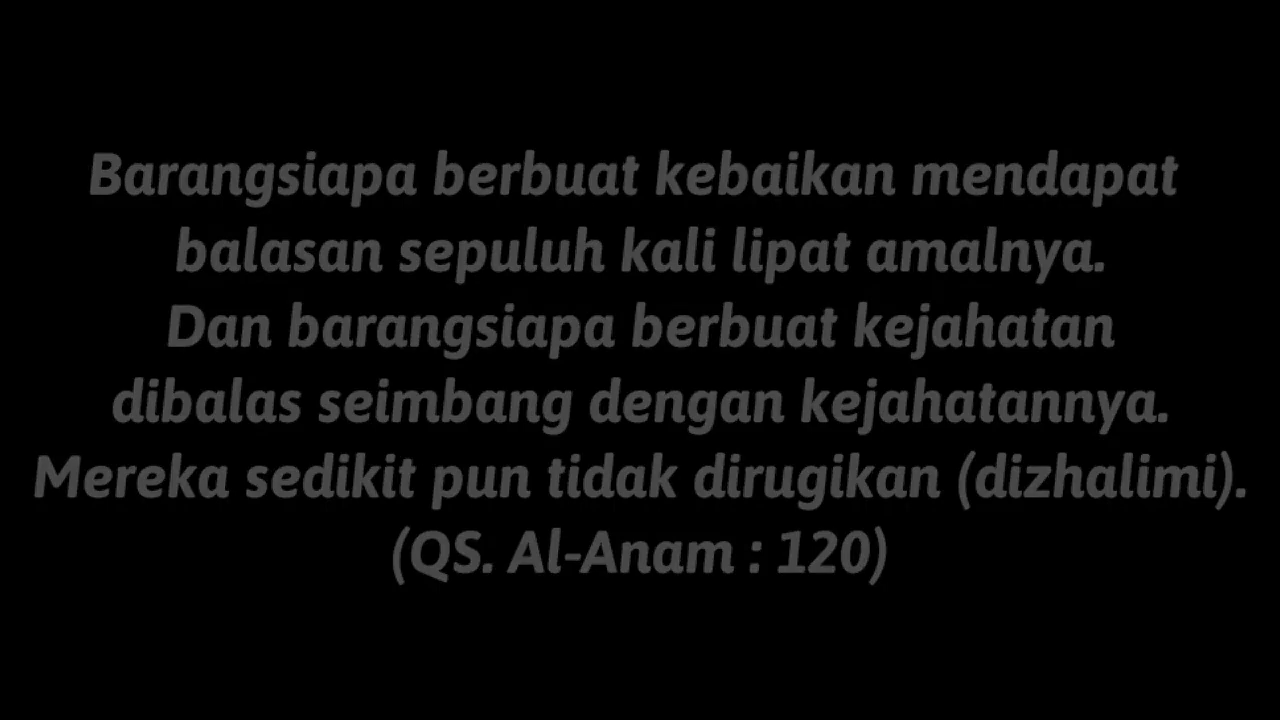 Barangsiapa berbuat kebaikan mendapat
balasan sepuluh kali lipat amalnya.
Dan barangsiapa berbuat kejahatan
dibalas seimbang dengan kejahatannya.
Mereka sedikit pun tidak dirugikan (dizhalimi).
(QS. Al-Anam : 120)